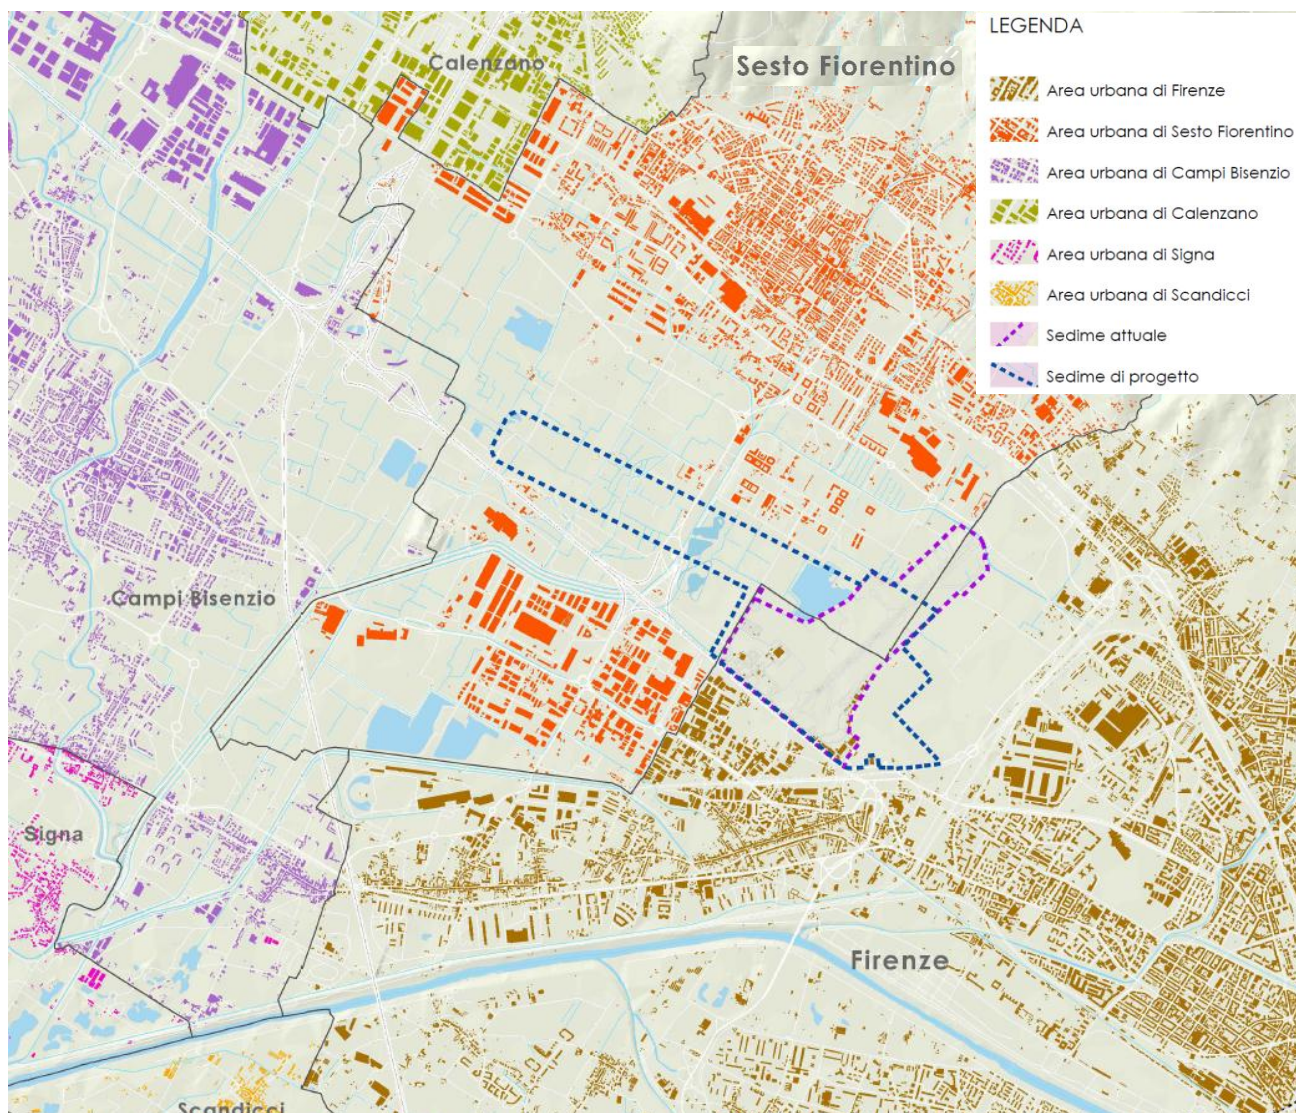 LEGENDA
Area urbana di Firenze
Area urbana di Sesto Fiorentino
Area urbana di Campi Bisenzio
Area urbana di Calenzano
Area urbana di Signa
Area urbana di Scandicci
Sedime attuale
Sedime di progetto
Calenzano
Sesto Fiorentino
Campi Bisenzio
Signa
Firenze
Scandicci